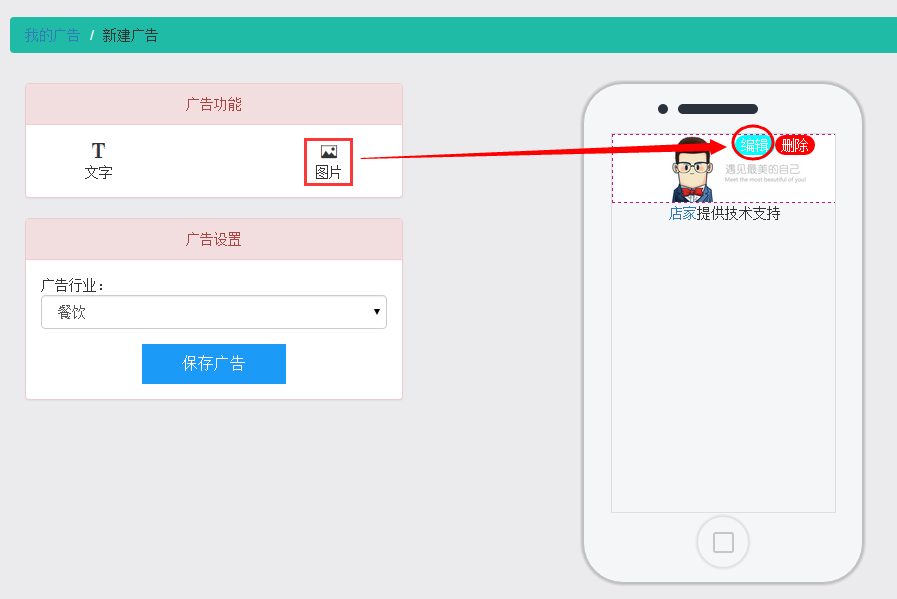 我的广告 / 新建广告
广告功能
T
文字
图片
广告设置
广告行业：
餐饮
保存广告
编辑 删除
遇见最美的自己
Meet the most beautiful of you!
店家提供技术支持